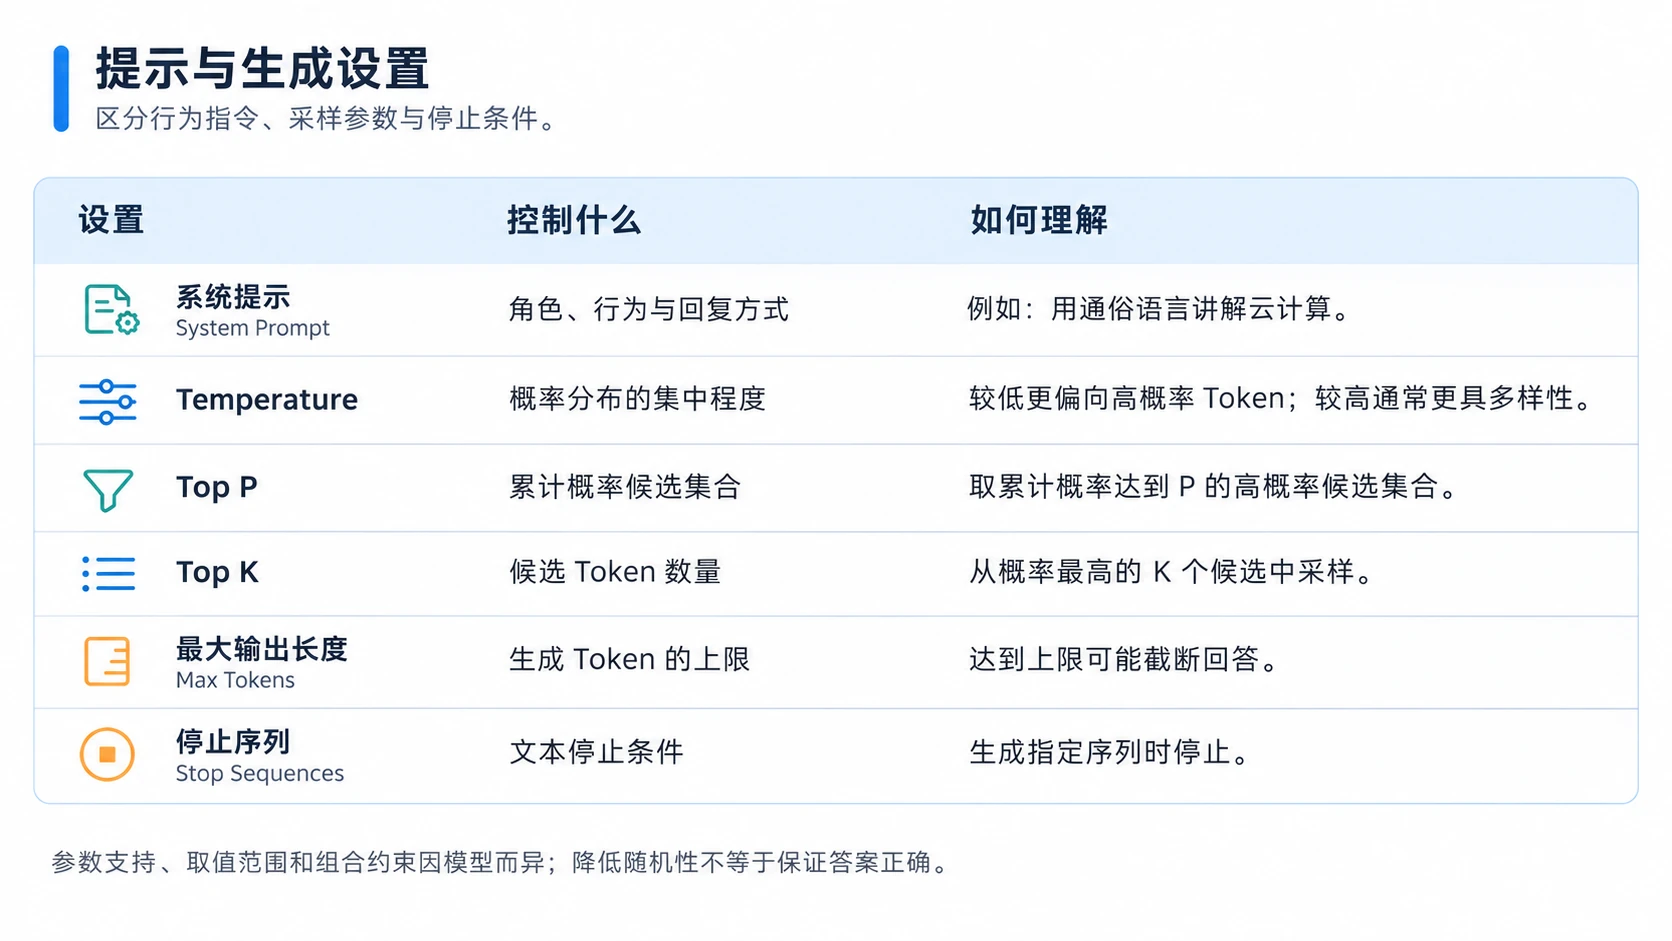 提示与生成设置
区分行为指令、采样参数与停止条件。
设置 控制什么 如何理解
系统提示
System Prompt
角色、行为与回复方式
例如：用通俗语言讲解云计算。
Temperature
概率分布的集中程度
较低更偏向高概率 Token；较高通常更具多样性。
Top P
累计概率候选集合
取累计概率达到 P 的高概率候选集合。
Top K
候选 Token 数量
从概率最高的 K 个候选中采样。
最大输出长度
Max Tokens
生成 Token 的上限
达到上限可能截断回答。
停止序列
Stop Sequences
文本停止条件
生成指定序列时停止。
参数支持、取值范围和组合约束因模型而异；降低随机性不等于保证答案正确。